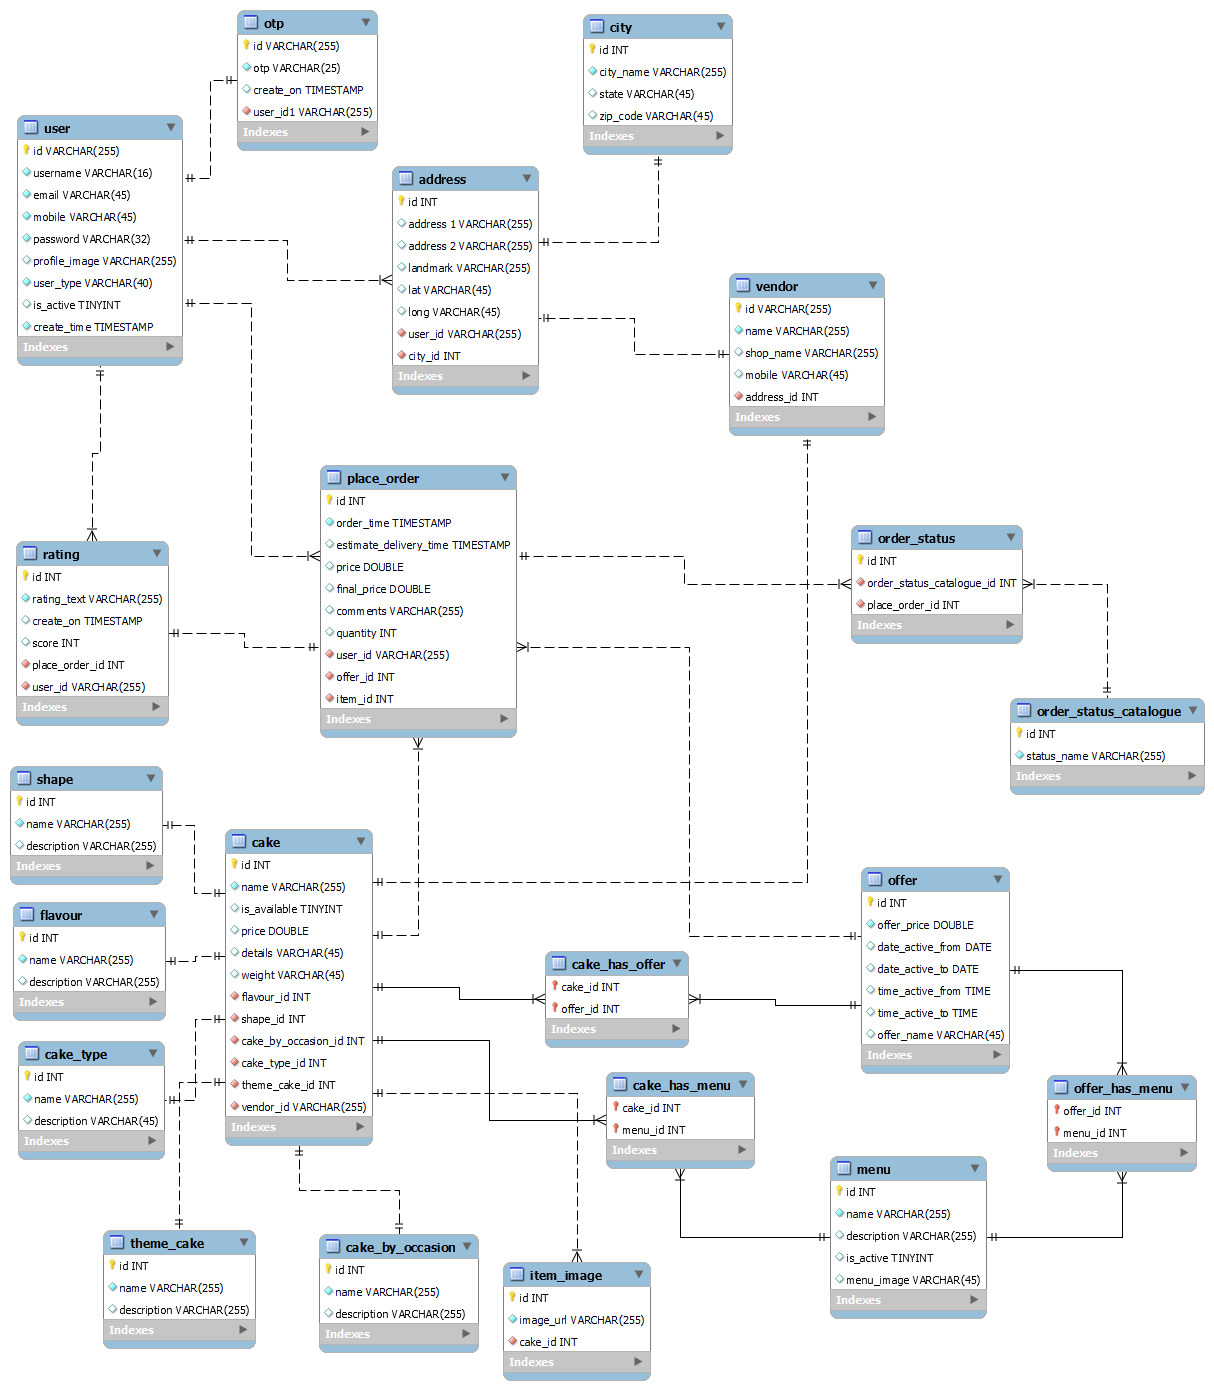 otp
id VARCHAR(255)
otp VARCHAR(25)
create_on TIMESTAMP
user_id1 VARCHAR(255)
Indexes
city
id INT
city_name VARCHAR(255)
state VARCHAR(45)
zip_code VARCHAR(45)
Indexes
user
id VARCHAR(255)
username VARCHAR(16)
email VARCHAR(45)
mobile VARCHAR(45)
password VARCHAR(32)
profile_image VARCHAR(255)
user_type VARCHAR(40)
is_active TINYINT
create_time TIMESTAMP
Indexes
address
id INT
address 1 VARCHAR(255)
address 2 VARCHAR(255)
landmark VARCHAR(255)
lat VARCHAR(45)
long VARCHAR(45)
user_id VARCHAR(255)
city_id INT
Indexes
vendor
id VARCHAR(255)
name VARCHAR(255)
shop_name VARCHAR(255)
mobile VARCHAR(45)
address_id INT
Indexes
place_order
id INT
order_time TIMESTAMP
estimate_delivery_time TIMESTAMP
price DOUBLE
final_price DOUBLE
comments VARCHAR(255)
quantity INT
user_id VARCHAR(255)
offer_id INT
item_id INT
Indexes
order_status
id INT
order_status_catalogue_id INT
place_order_id INT
Indexes
rating
id INT
rating_text VARCHAR(255)
create_on TIMESTAMP
score INT
place_order_id INT
user_id VARCHAR(255)
Indexes
order_status_catalogue
id INT
status_name VARCHAR(255)
Indexes
shape
id INT
name VARCHAR(255)
description VARCHAR(255)
Indexes
cake
id INT
name VARCHAR(255)
is_available TINYINT
price DOUBLE
details VARCHAR(45)
weight VARCHAR(45)
flavour_id INT
shape_id INT
cake_by_occasion_id INT
cake_type_id INT
theme_cake_id INT
vendor_id VARCHAR(255)
Indexes
offer
id INT
offer_price DOUBLE
date_active_from DATE
date_active_to DATE
time_active_from TIME
time_active_to TIME
offer_name VARCHAR(45)
Indexes
flavour
id INT
name VARCHAR(255)
description VARCHAR(255)
Indexes
cake_has_offer
cake_id INT
offer_id INT
Indexes
cake_type
id INT
name VARCHAR(255)
description VARCHAR(45)
Indexes
cake_has_menu
cake_id INT
menu_id INT
Indexes
offer_has_menu
offer_id INT
menu_id INT
Indexes
menu
id INT
name VARCHAR(255)
description VARCHAR(255)
is_active TINYINT
menu_image VARCHAR(45)
Indexes
theme_cake
id INT
name VARCHAR(255)
description VARCHAR(255)
Indexes
cake_by_occasion
id INT
name VARCHAR(255)
description VARCHAR(255)
Indexes
item_image
id INT
image_url VARCHAR(255)
cake_id INT
Indexes